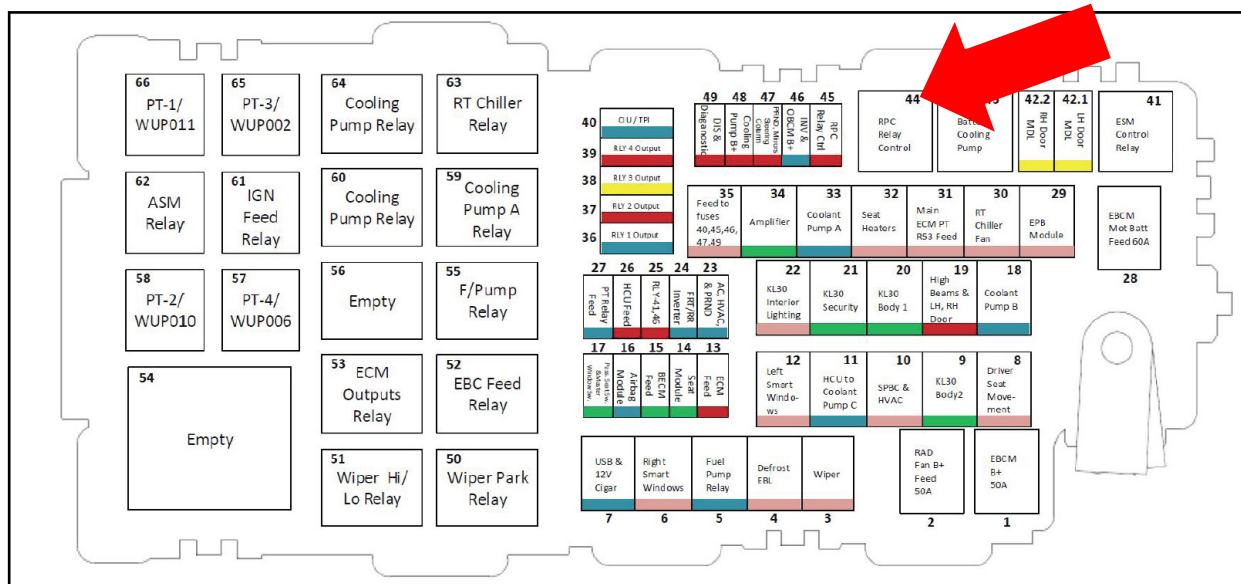 66
PT-1/
WUP011
65
PT-3/
WUP002
64
Cooling
Pump Relay
63
RT Chiller
Relay
62
ASM
Relay
61
IGN
Feed
Relay
60
Cooling
Pump Relay
59
Cooling
Pump A
Relay
58
PT-2/
WUP010
57
PT-4/
WUP006
56
Empty
55
F/Pump
Relay
54
Empty
53
ECM
Outputs
Relay
52
EBC Feed
Relay
51
Wiper Hi/
Lo Relay
50
Wiper Park
Relay
40
CIU / TPI
39
RLY 4 Output
38
RLY 3 Output
37
RLY 2 Output
36
RLY 1 Output
49
DIS &
Diaganostic
48
Cooling
Pump B+
47
PRND, Mirrors
Steering
Column
46
INV &
OBCM B+
45
RPC
Relay Ctrl
44
RPC
Relay
Control
Cooling
Pump
42.2
RH Door
MDL
42.1
LH Door
MDL
41
ESM
Control
Relay
35
Feed to
fuses
40,45,46,
47,49
34
Amplifier
33
Coolant
Pump A
32
Seat
Heaters
31
Main
ECM PT
R53 Feed
30
RT
Chiller
Fan
29
EPB
Module
EBCM
Mot Batt
Feed 60A
28
27
PT Relay
Feed
26
HCU Feed
25
RLY-41,46
24
FRT/RR
Inverter
23
AC, HVAC,
& PRND
22
KL30
Interior
Lighting
21
KL30
Security
20
KL30
Body 1
19
High
Beams &
LH, RH
Door
18
Coolant
Pump B
17
Pass. Seat Sw.
& Master
Window Sw.
16
Airbag
Module
15
BECM
Feed
14
Seat
Module
13
ECM
Feed
12
Left
Smart
Windo-
ws
11
HCU to
Coolant
Pump C
10
SPBC &
HVAC
9
KL30
Body2
8
Driver
Seat
Move-
ment
USB &
12V
Cigar
7
Right
Smart
Windows
6
Fuel
Pump
Relay
5
Defrost
EBL
4
Wiper
3
RAD
Fan B+
Feed
50A
2
EBCM
B+
50A
1